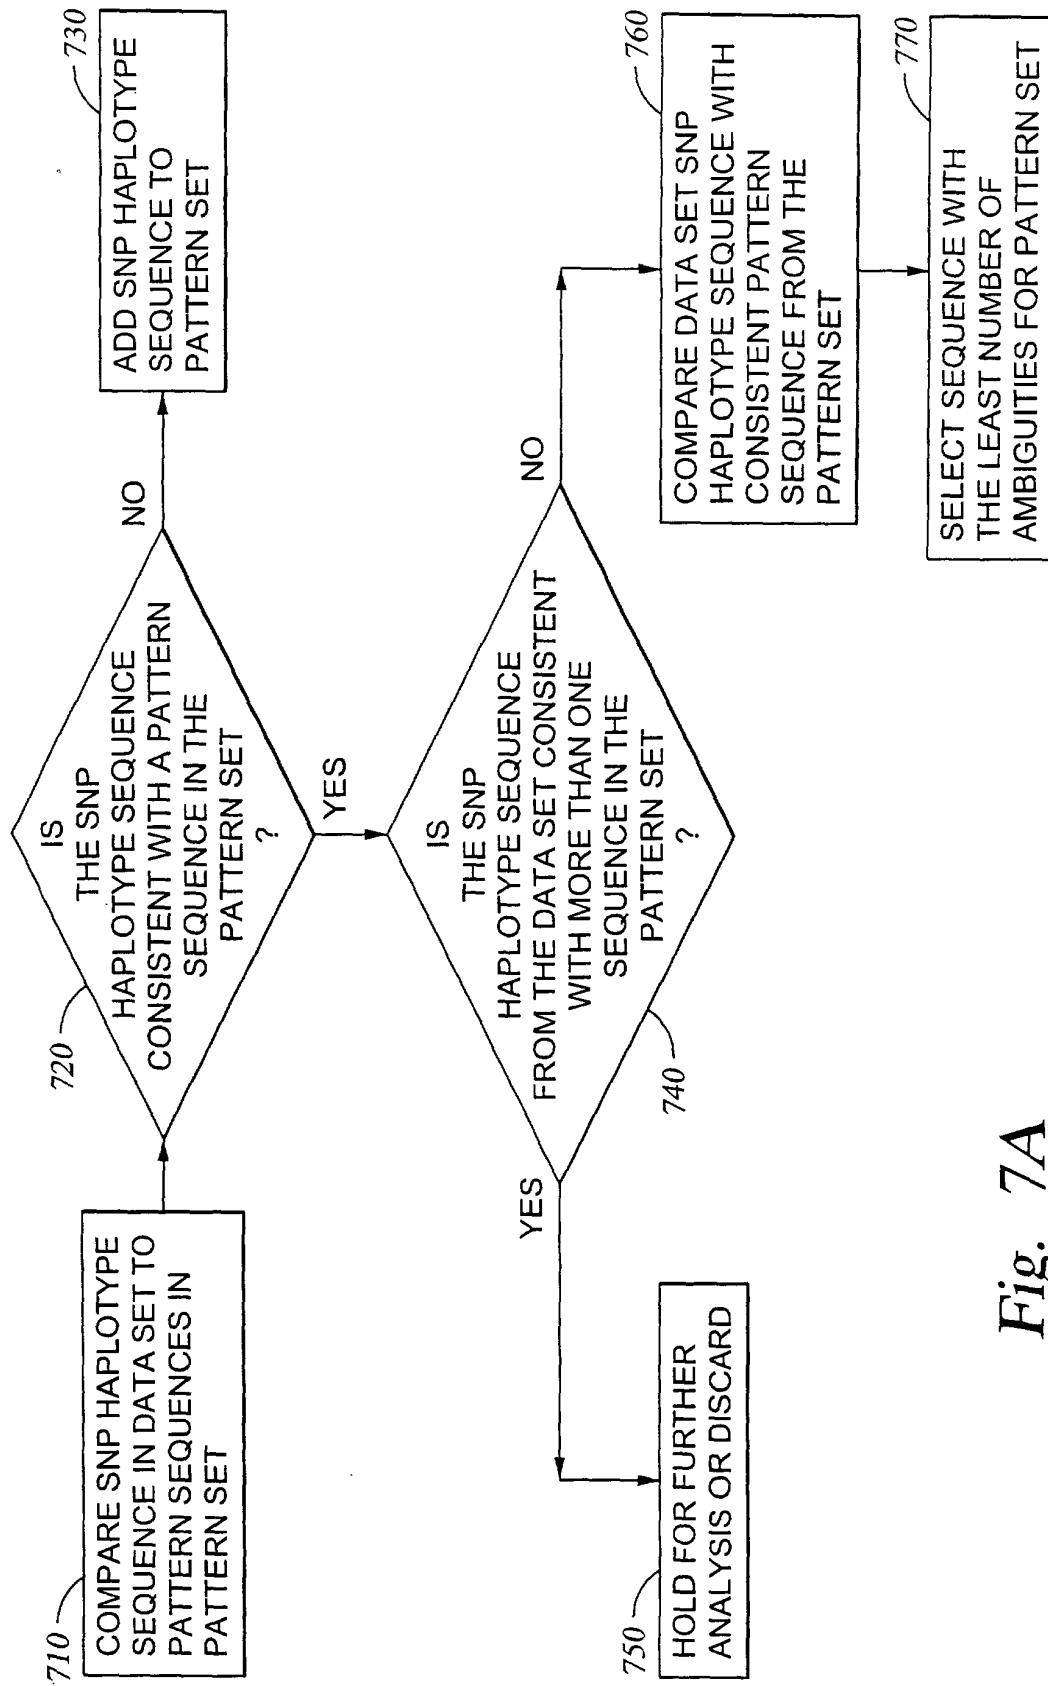 710
COMPARE SNP HAPLOTYPE
SEQUENCE IN DATA SET TO
PATTERN SEQUENCES IN
PATTERN SET
720
IS
THE SNP
HAPLOTYPE SEQUENCE
CONSISTENT WITH A PATTERN
SEQUENCE IN THE
PATTERN SET
?
NO
730
ADD SNP HAPLOTYPE
SEQUENCE TO
PATTERN SET
YES
IS
THE SNP
HAPLOTYPE SEQUENCE
FROM THE DATA SET CONSISTENT
WITH MORE THAN ONE
SEQUENCE IN THE
PATTERN SET
?
740
YES
750
HOLD FOR FURTHER
ANALYSIS OR DISCARD
NO
760
COMPARE DATA SET SNP
HAPLOTYPE SEQUENCE WITH
CONSISTENT PATTERN
SEQUENCE FROM THE
PATTERN SET
770
SELECT SEQUENCE WITH
THE LEAST NUMBER OF
AMBIGUITIES FOR PATTERN SET
Fig. 7A